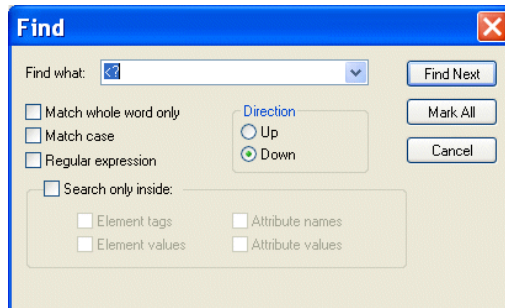 Find
Find what: <? Find Next
Match whole word only Direction Mark All
Match case Up
Regular expression Down Cancel
Search only inside:
Element tags Attribute names
Element values Attribute values